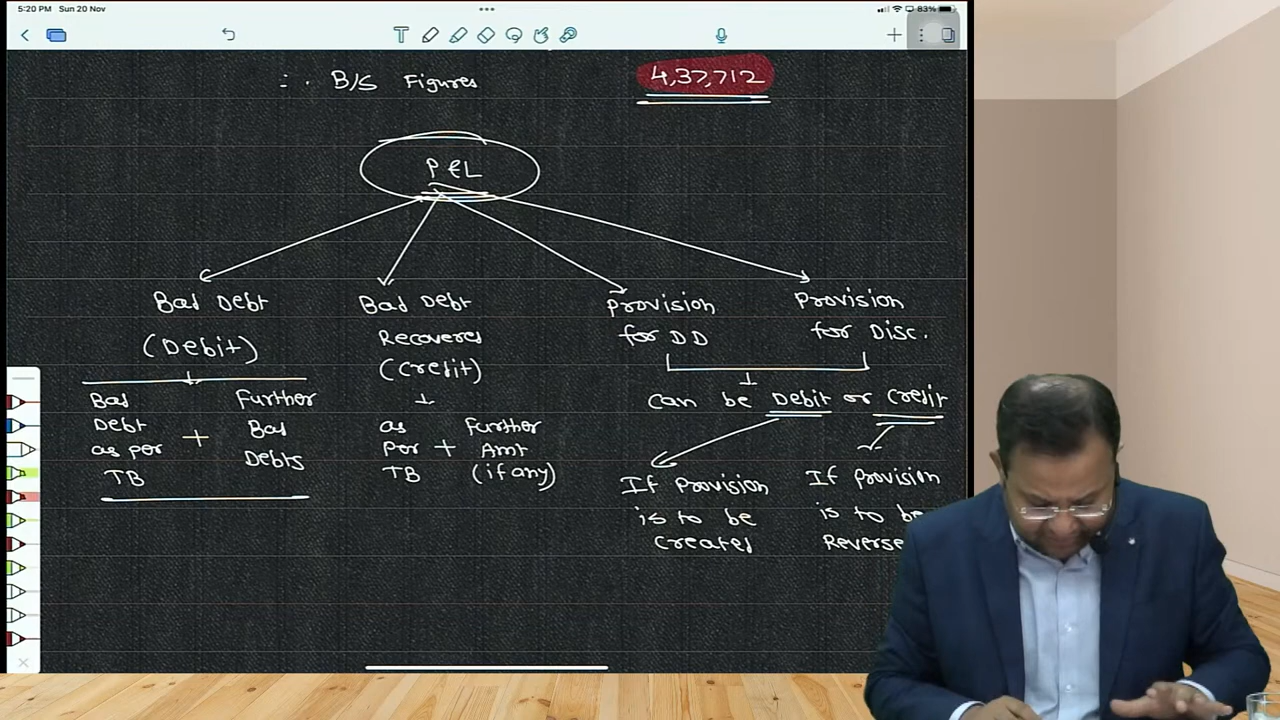 5:20 PM Sun 20 Nov
83%
∴ B/S Figures 4,37,712
P&L
Bad Debt
(Debit)
Bad Debt as per TB + Further Bad Debts
Bad Debt
Recovered
(Credit)
as per TB + Further Amt (if any)
Provision
for DD
Provision
for Disc.
can be Debit or Credit
If Provision
is to be
Created
If Provision
is to be
Reverse